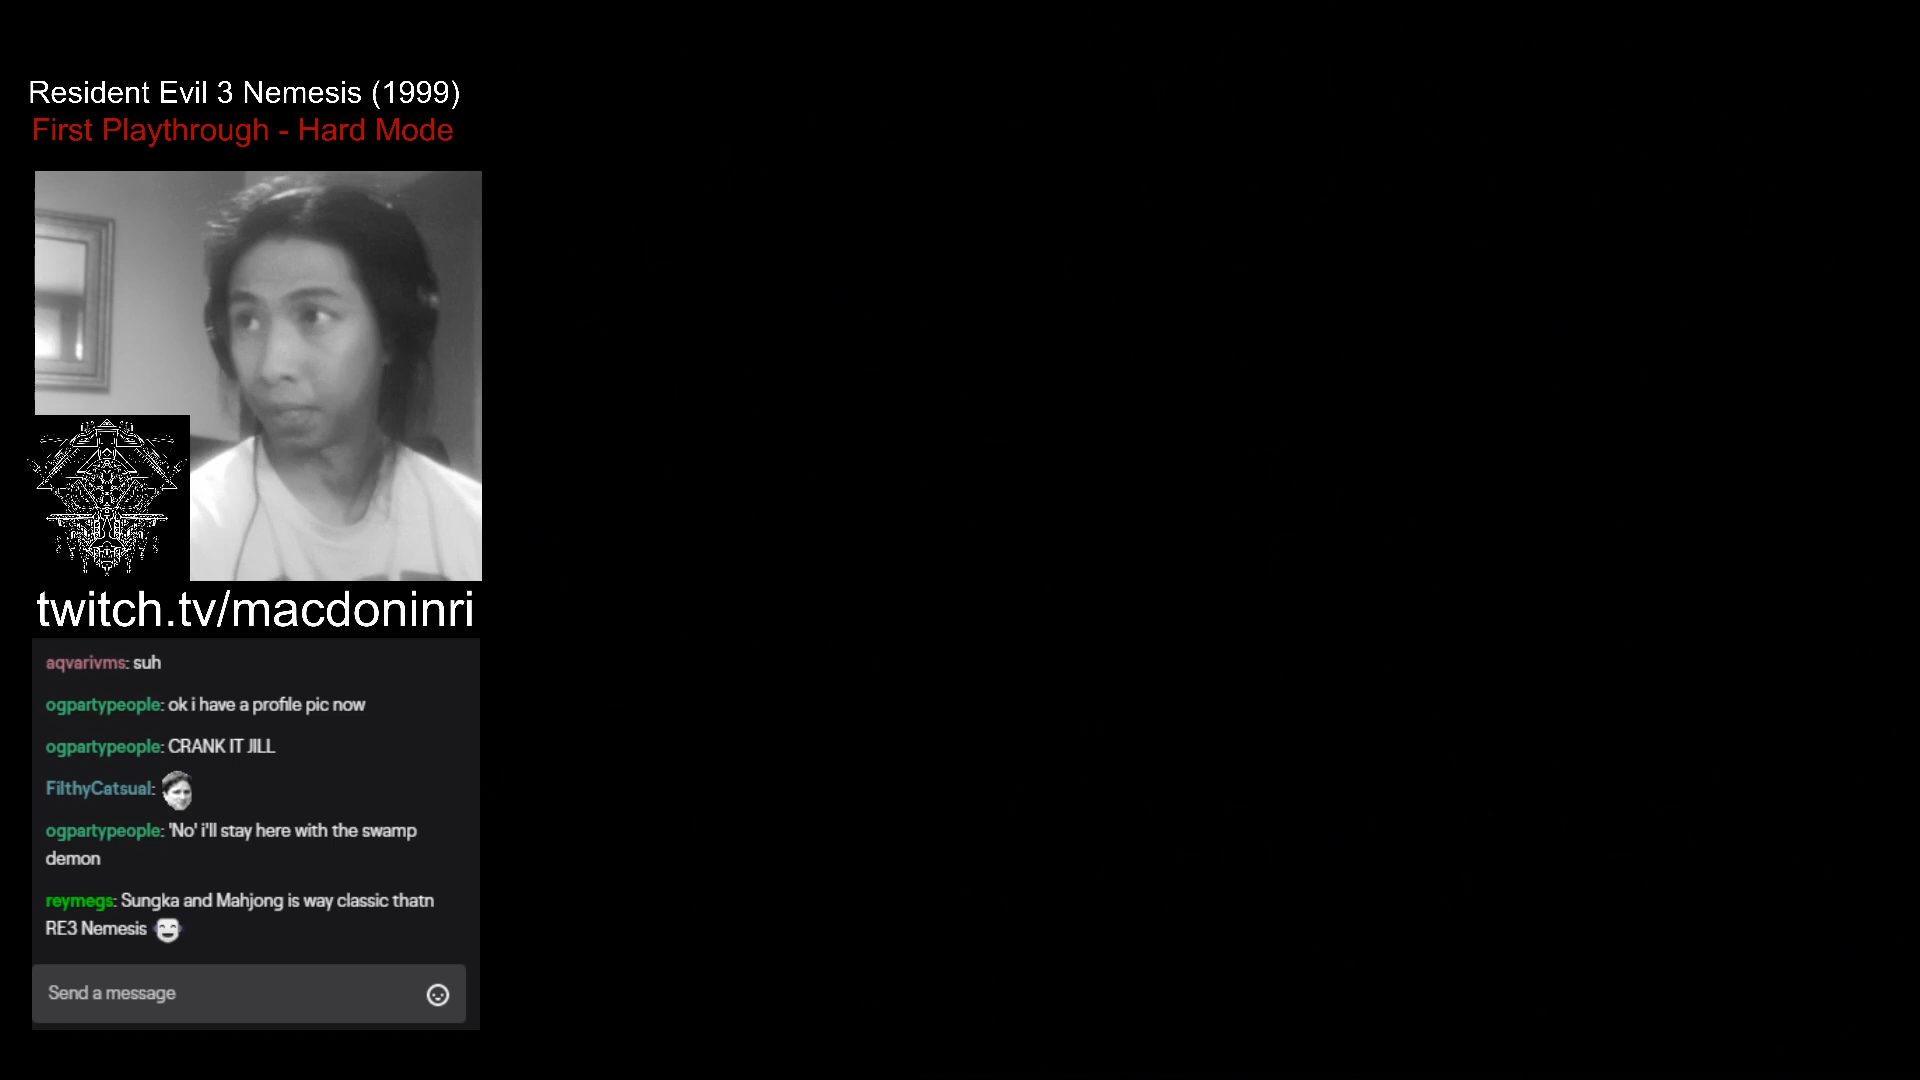 Resident Evil 3 Nemesis (1999)
First Playthrough - Hard Mode
twitch.tv/macdoninri
aqvarivms: suh
ogpartypeople: ok i have a profile pic now
ogpartypeople: CRANK IT JILL
FilthyCatsual:
ogpartypeople: 'No' i'll stay here with the swamp
demon
reymegs: Sungka and Mahjong is way classic thatn
RE3 Nemesis
Send a message